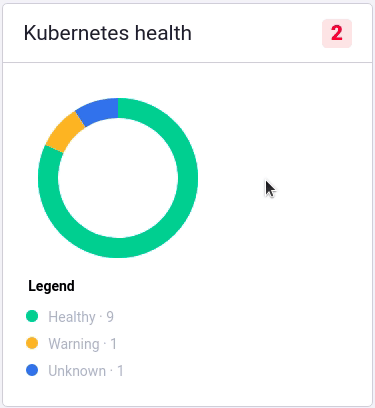 Kubernetes health
2
Legend
Healthy · 9
Warning · 1
Unknown · 1